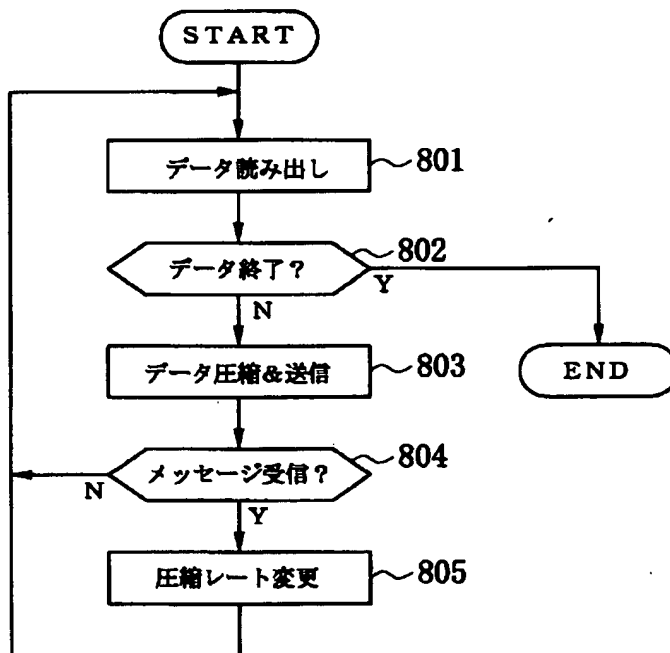 START
データ読み出し
801
データ終了?
802
Y
N
データ圧縮&送信
803
END
メッセージ受信?
804
N
Y
圧縮レート変更
805